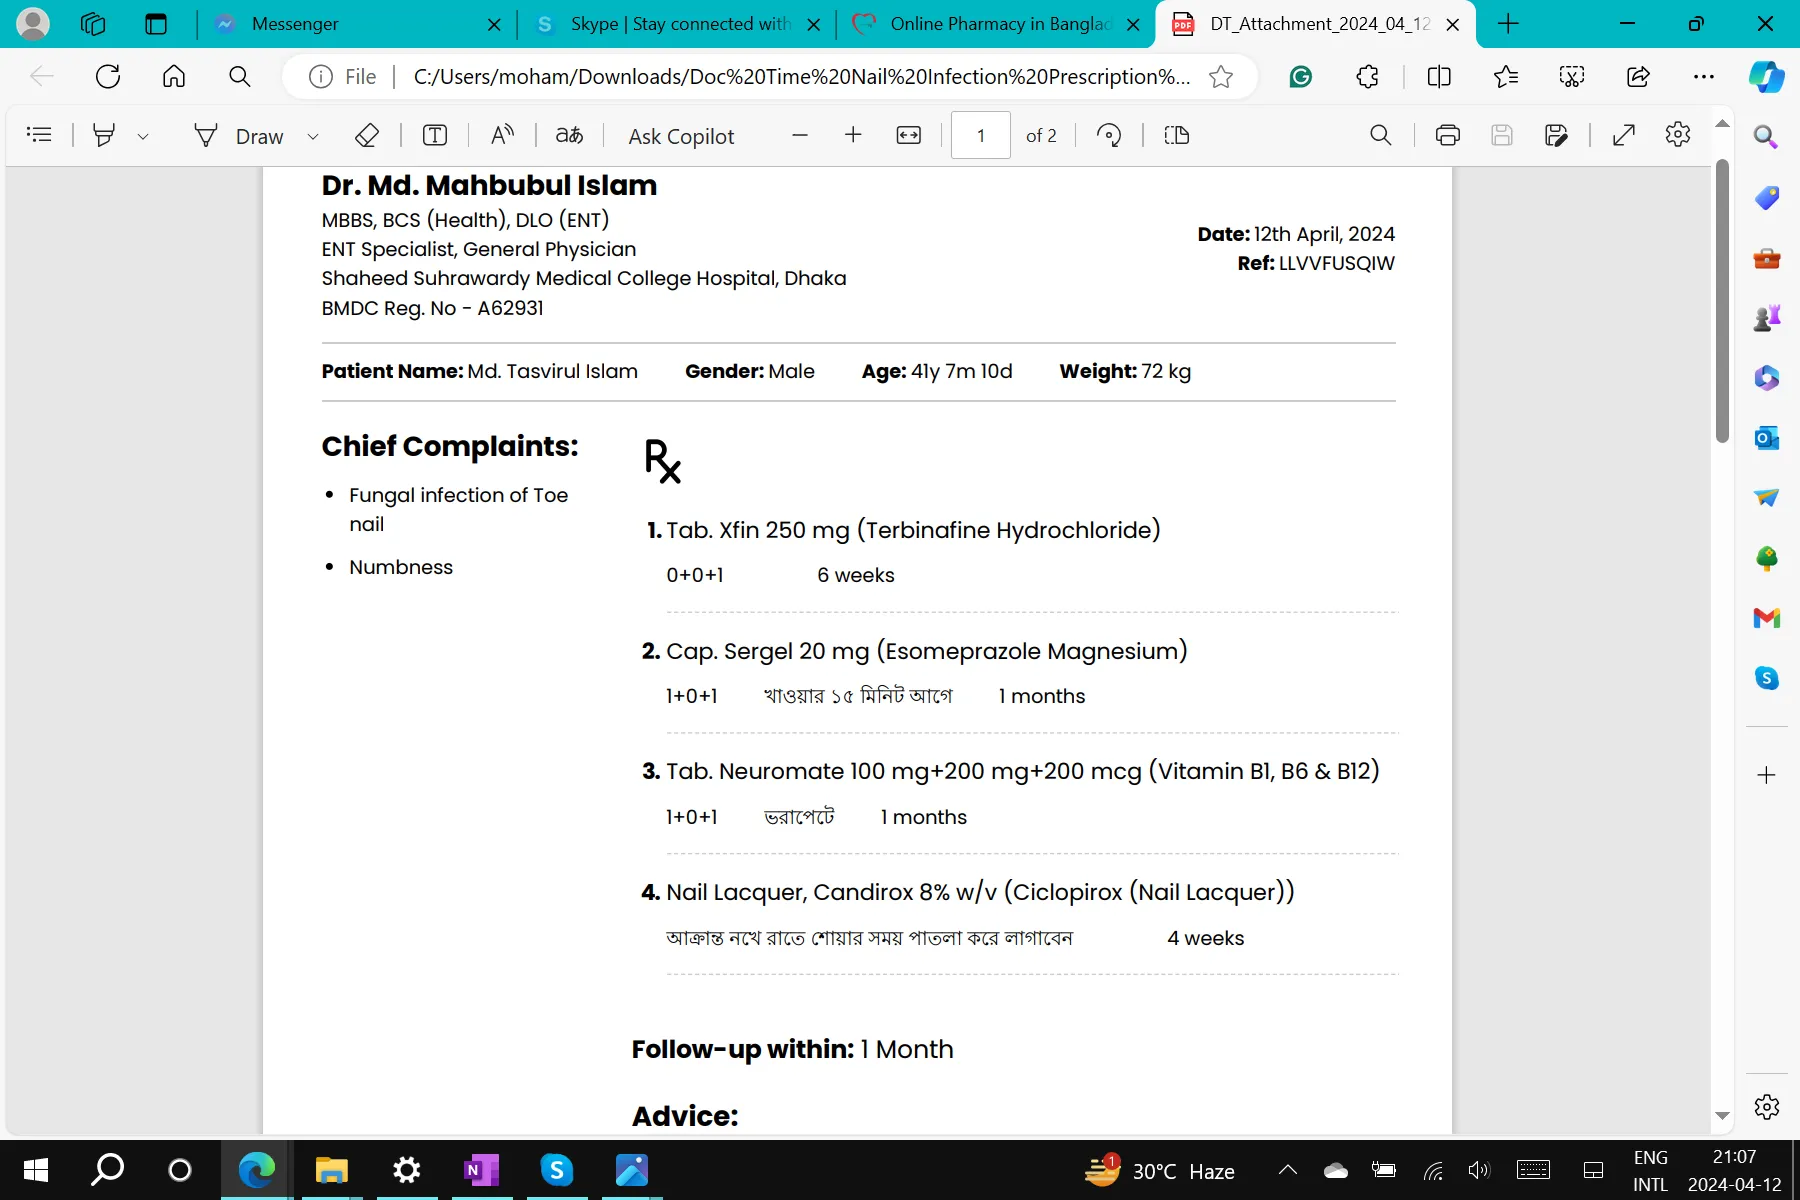 Messenger
Skype | Stay connected with
Online Pharmacy in Banglad
DT_Attachment_2024_04_12
File
C:/Users/moham/Downloads/Doc%20Time%20Nail%20Infection%20Prescription%...
Draw
Ask Copilot
1
of 2
Dr. Md. Mahbubul Islam
MBBS, BCS (Health), DLO (ENT)
ENT Specialist, General Physician
Shaheed Suhrawardy Medical College Hospital, Dhaka
BMDC Reg. No - A62931
Date: 12th April, 2024
Ref: LLVVFUSQIW
Patient Name: Md. Tasvirul Islam Gender: Male Age: 41y 7m 10d Weight: 72 kg
Chief Complaints:
• Fungal infection of Toe
nail
• Numbness
Rx
1. Tab. Xfin 250 mg (Terbinafine Hydrochloride)
0+0+1 6 weeks
2. Cap. Sergel 20 mg (Esomeprazole Magnesium)
1+0+1 খাওয়ার ১৫ মিনিট আগে 1 months
3. Tab. Neuromate 100 mg+200 mg+200 mcg (Vitamin B1, B6 & B12)
1+0+1 ভরাপেটে 1 months
4. Nail Lacquer, Candirox 8% w/v (Ciclopirox (Nail Lacquer))
আক্রান্ত নখে রাতে শোয়ার সময় পাতলা করে লাগাবেন 4 weeks
Follow-up within: 1 Month
Advice:
1
30°C Haze
ENG
INTL
21:07
2024-04-12